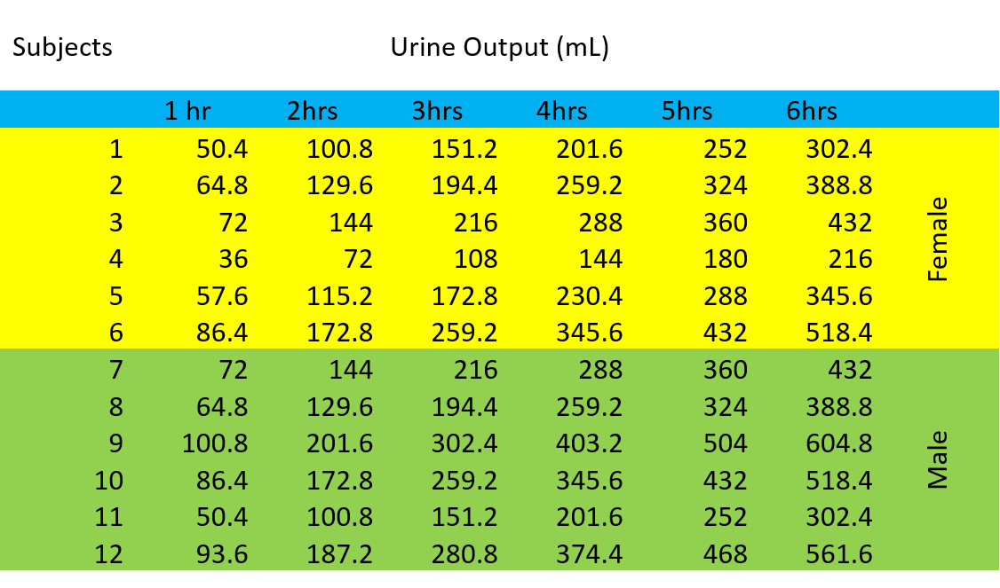 Subjects Urine Output (mL)
1 hr 2hrs 3hrs 4hrs 5hrs 6hrs
1 50.4 100.8 151.2 201.6 252 302.4
2 64.8 129.6 194.4 259.2 324 388.8
3 72 144 216 288 360 432
4 36 72 108 144 180 216
5 57.6 115.2 172.8 230.4 288 345.6
6 86.4 172.8 259.2 345.6 432 518.4
Female
7 72 144 216 288 360 432
8 64.8 129.6 194.4 259.2 324 388.8
9 100.8 201.6 302.4 403.2 504 604.8
10 86.4 172.8 259.2 345.6 432 518.4
11 50.4 100.8 151.2 201.6 252 302.4
12 93.6 187.2 280.8 374.4 468 561.6
Male